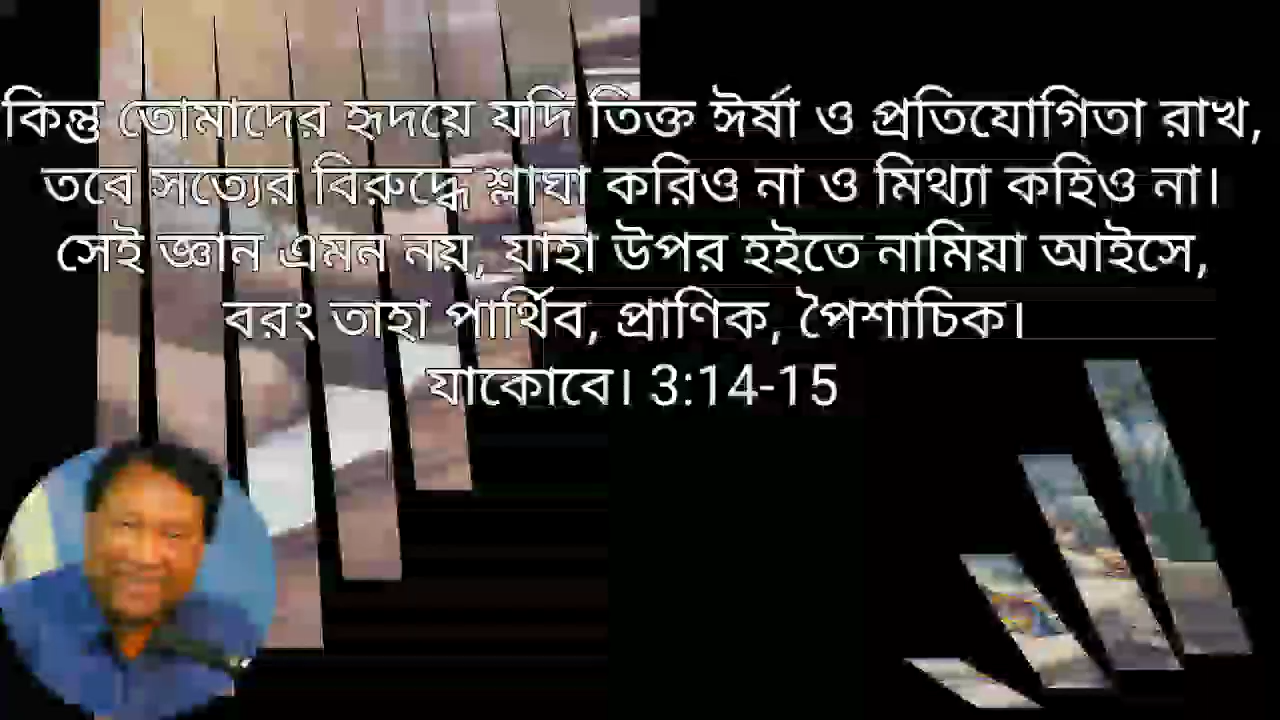 কিন্তু তোমাদের হৃদয়ে যদি তিক্ত ঈর্ষা ও প্রতিযোগিতা রাখ,
তবে সত্যের বিরুদ্ধে শ্লাঘা করিও না ও মিথ্যা কহিও না।
সেই জ্ঞান এমন নয়, যাহা উপর হইতে নামিয়া আইসে,
বরং তাহা পার্থিব, প্রাণিক, পৈশাচিক।
যাকোবে। 3:14-15